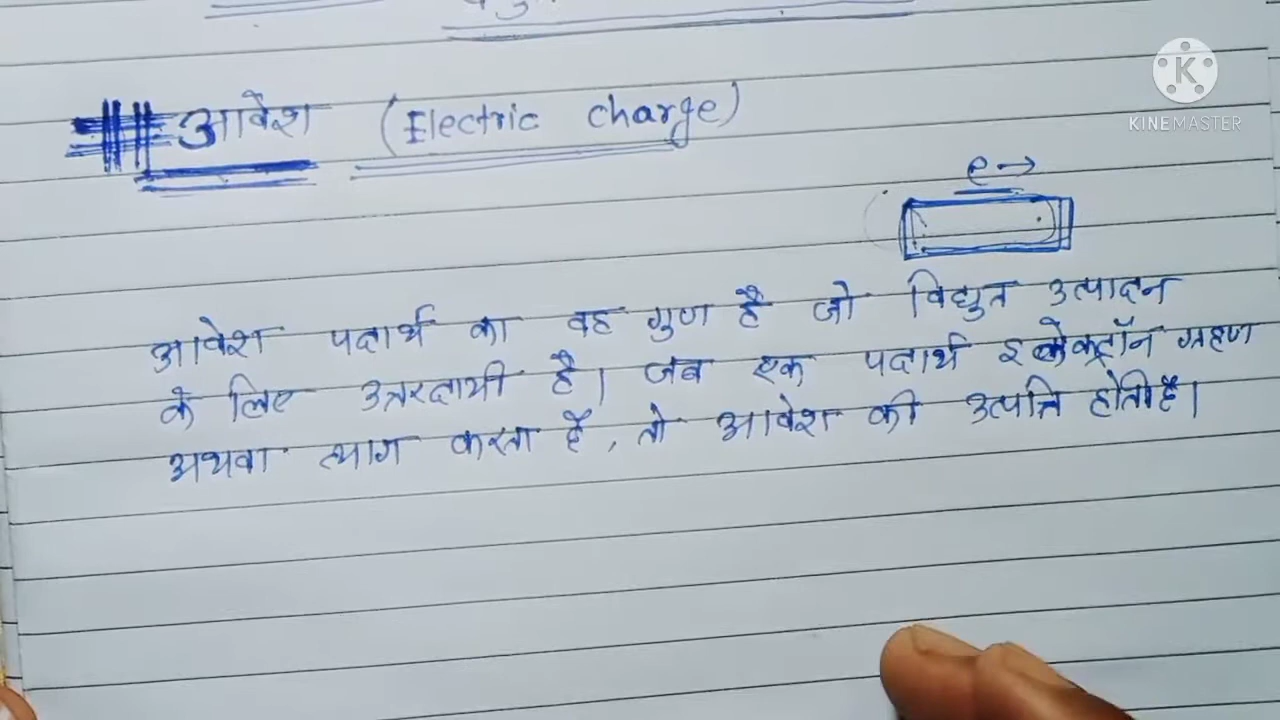 आवेश (Electric charge)
e→
आवेश पदार्थ का वह गुण है जो विद्युत उत्पादन
के लिए उत्तरदायी है। जब एक पदार्थ इलेक्ट्रॉन ग्रहण
अथवा त्याग करता है, तो आवेश की उत्पत्ति होती है।
K
KINEMASTER